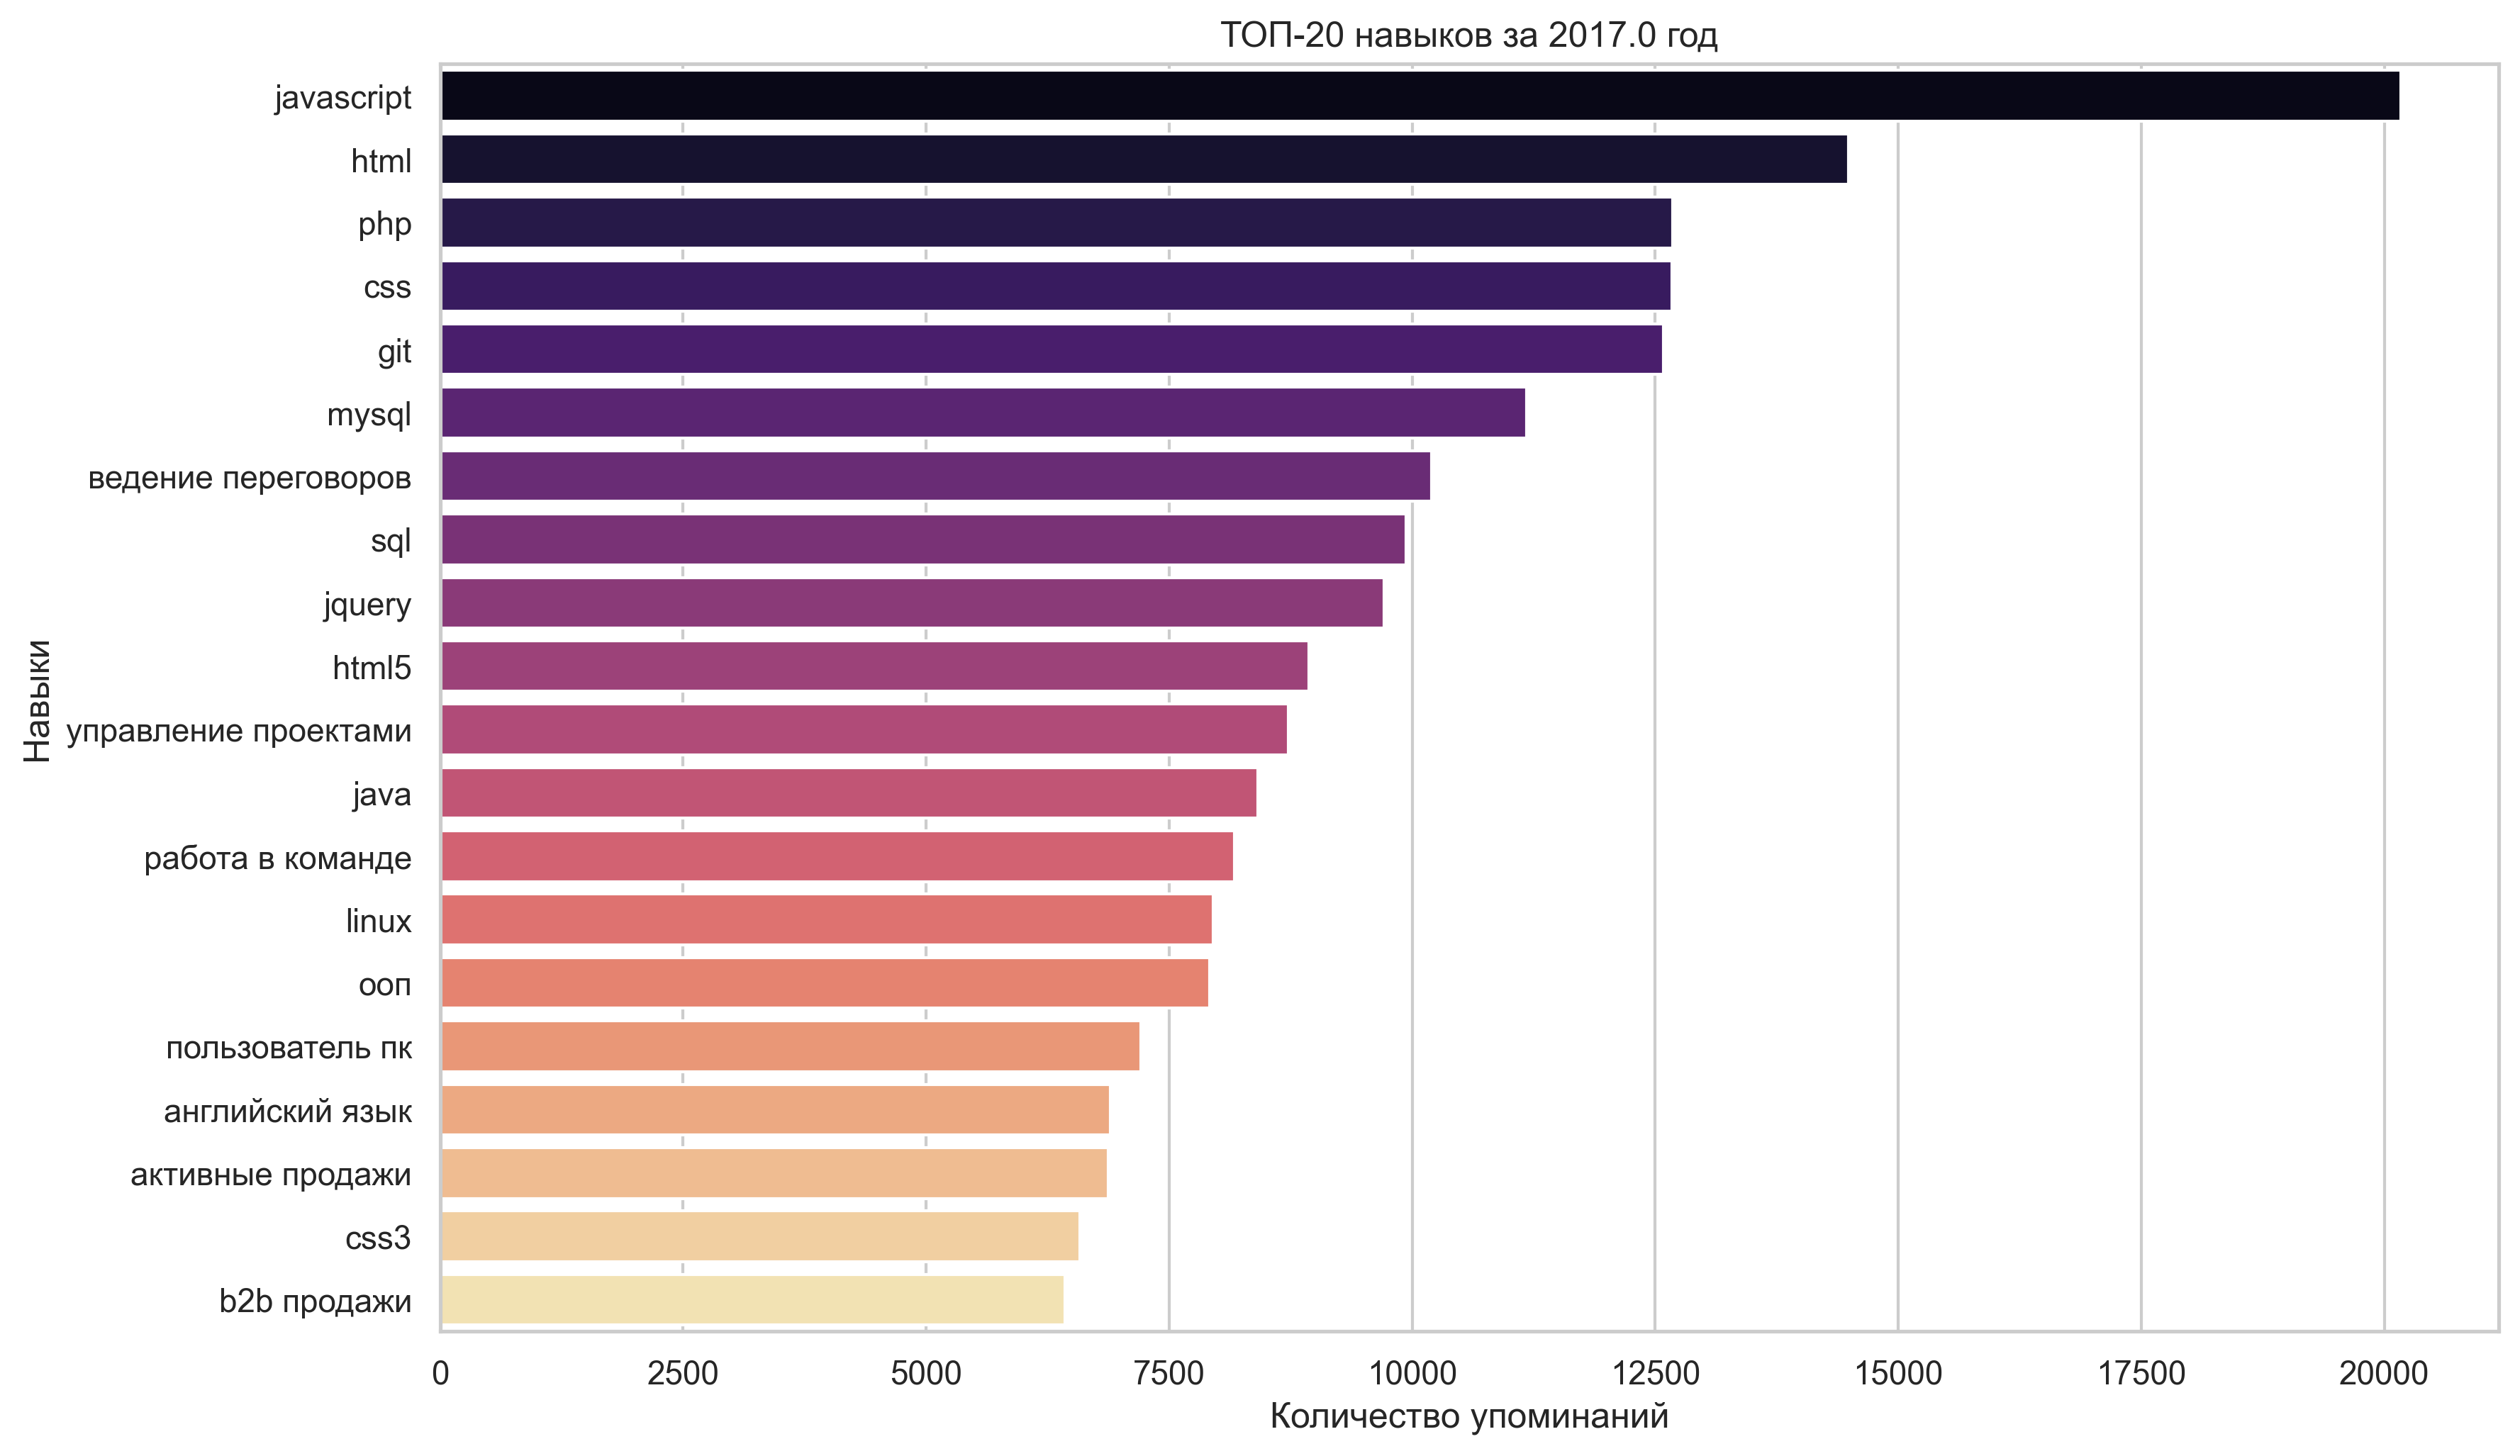 ТОП-20 навыков за 2017.0 год
javascript
html
php
css
git
mysql
ведение переговоров
sql
jquery
html5
управление проектами
java
работа в команде
linux
ооп
пользователь пк
английский язык
активные продажи
css3
b2b продажи
Навыки
0 2500 5000 7500 10000 12500 15000 17500 20000
Количество упоминаний